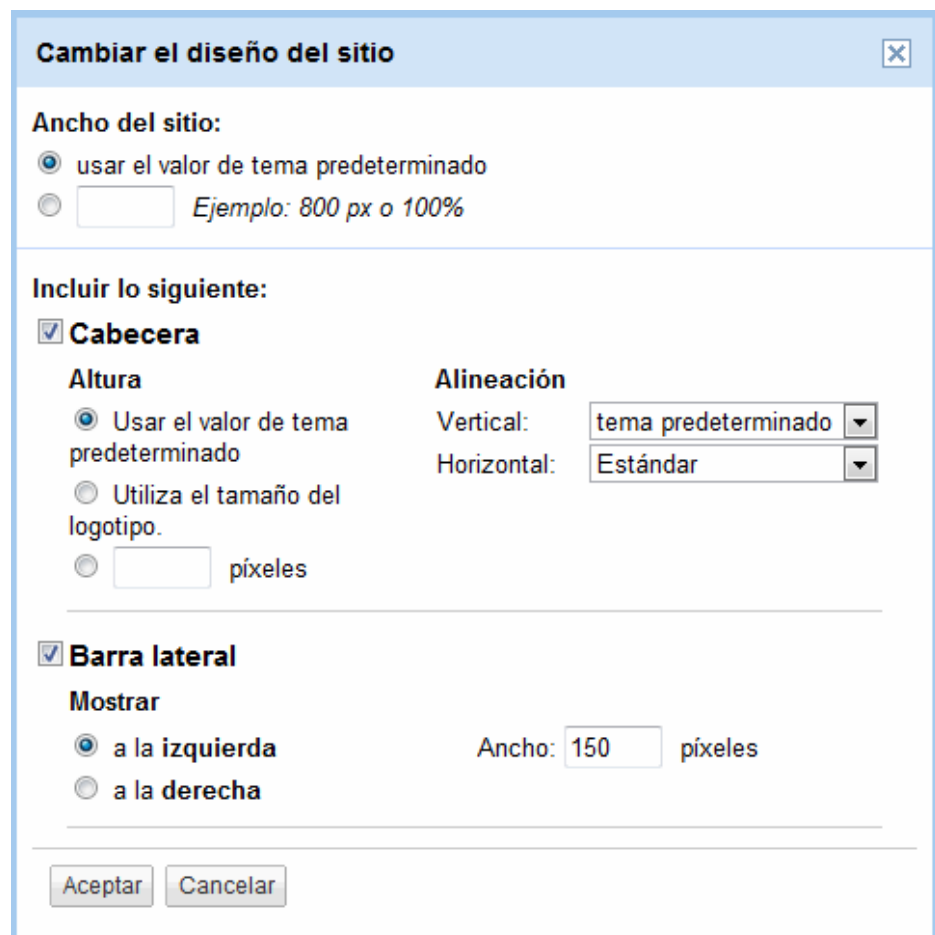 Cambiar el diseño del sitio
Ancho del sitio:
usar el valor de tema predeterminado
Ejemplo: 800 px o 100%
Incluir lo siguiente:
Cabecera
Altura
Usar el valor de tema
predeterminado
Utiliza el tamaño del
logotipo.
píxeles
Alineación
Vertical: tema predeterminado
Horizontal: Estándar
Barra lateral
Mostrar
a la izquierda
a la derecha
Ancho: 150 píxeles
Aceptar Cancelar